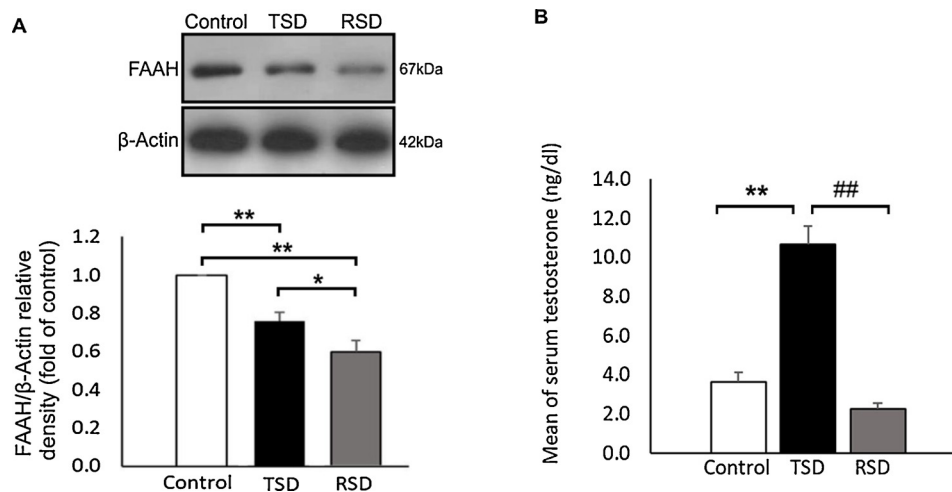 A
Control TSD RSD
FAAH 67kDa
β-Actin 42kDa
FAAH/β-Actin relative
density (fold of control)
1.2
1.0
0.8
0.6
0.4
0.2
0.0
**
**
*
Control TSD RSD
B
Mean of serum testosterone (ng/dl)
14.0
12.0
10.0
8.0
6.0
4.0
2.0
0.0
** ##
Control TSD RSD